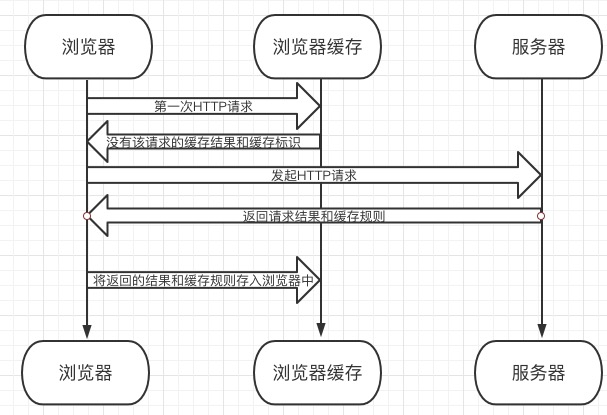 浏览器
浏览器缓存
服务器
第一次HTTP请求
没有该请求的缓存结果和缓存标识
发起HTTP请求
返回请求结果和缓存规则
将返回的结果和缓存规则存入浏览器中
浏览器
浏览器缓存
服务器